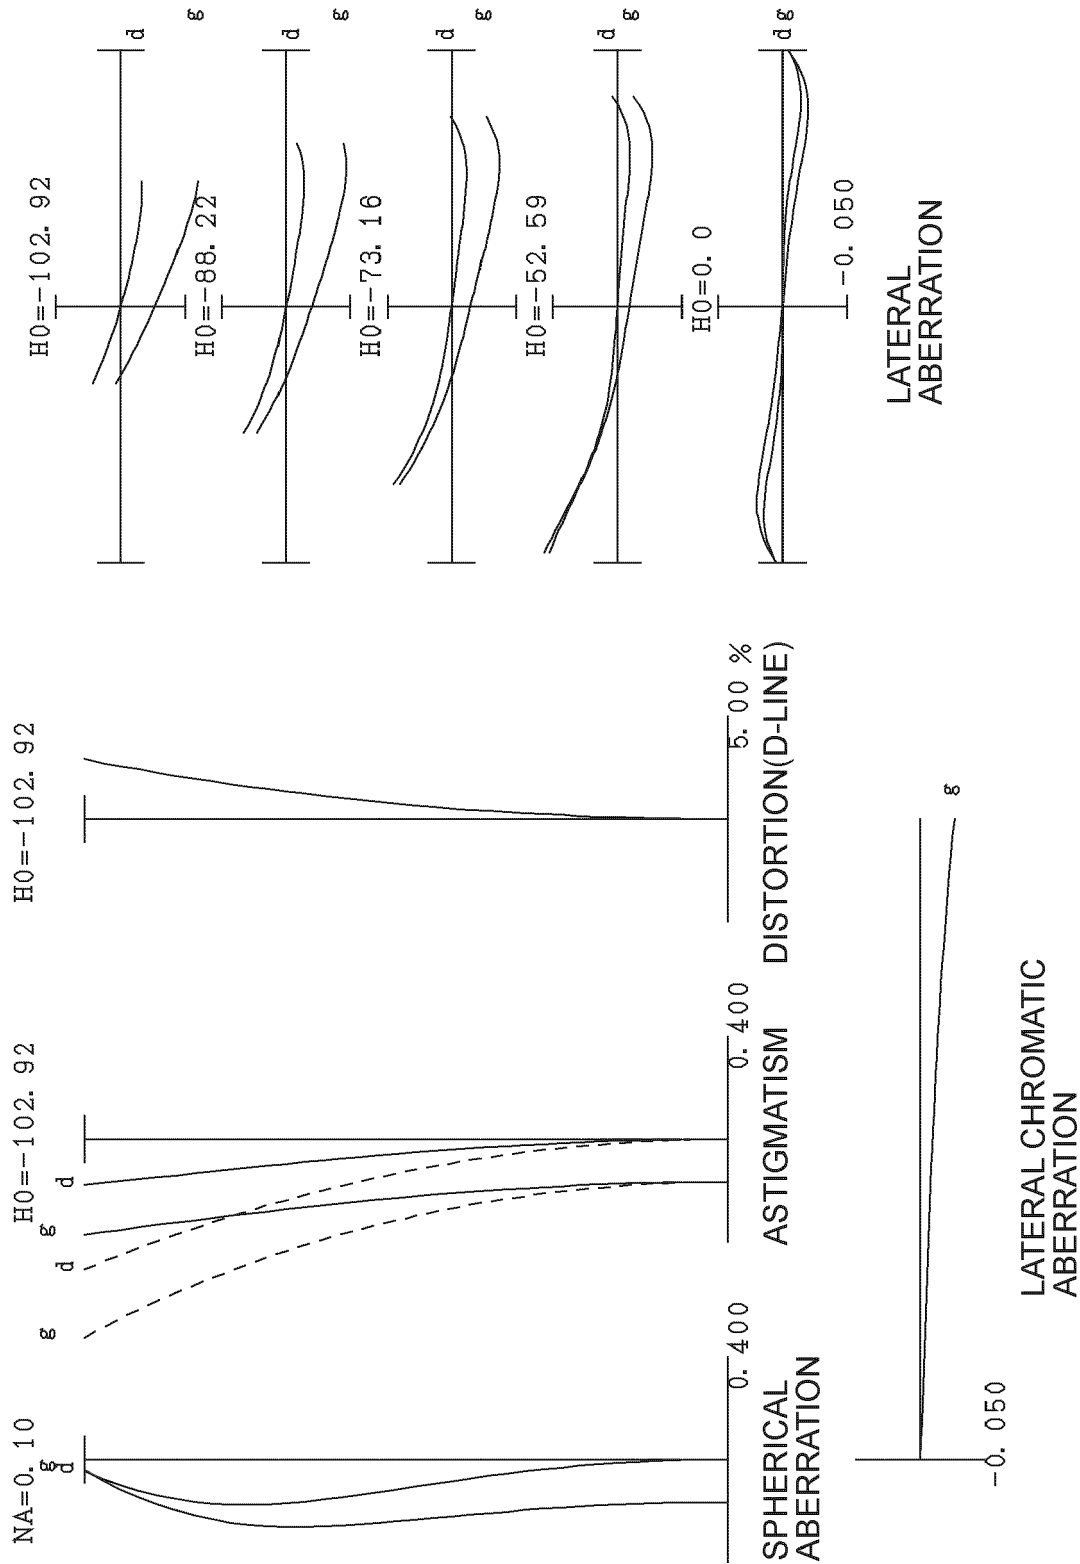 NA=0.10
g
d
0.400
SPHERICAL
ABERRATION
H0=-102.92
g
d
g
d
0.400
ASTIGMATISM
H0=-102.92
5.00 %
DISTORTION(D-LINE)
-0.050
g
LATERAL CHROMATIC
ABERRATION
H0=-102.92
d
g
H0=-88.22
d
g
H0=-73.16
d
g
H0=-52.59
d
g
H0=0.0
d
g
-0.050
LATERAL
ABERRATION